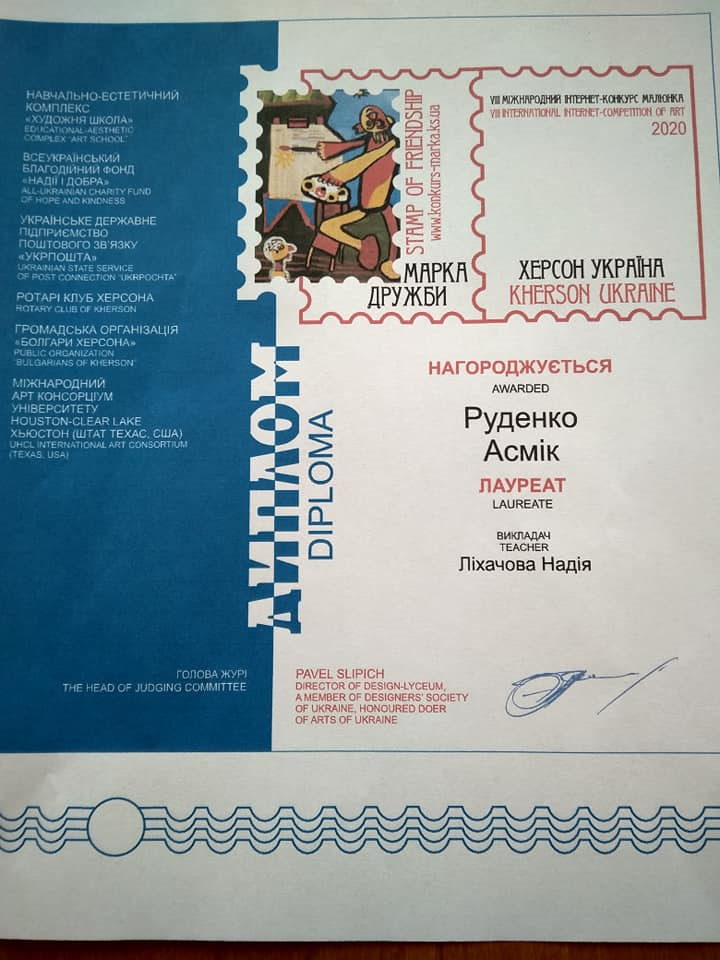 НАВЧАЛЬНО-ЕСТЕТИЧНИЙ
КОМПЛЕКС
«ХУДОЖНЯ ШКОЛА»
EDUCATIONAL-AESTHETIC
COMPLEX "ART SCHOOL"
ВСЕУКРАЇНСЬКИЙ
БЛАГОДІЙНИЙ ФОНД
«НАДІЇ І ДОБРА»
ALL-UKRAINIAN CHARITY FUND
OF HOPE AND KINDNESS
УКРАЇНСЬКЕ ДЕРЖАВНЕ
ПІДПРИЄМСТВО
ПОШТОВОГО ЗВ'ЯЗКУ
«УКРПОШТА»
UKRAINIAN STATE SERVICE
OF POST CONNECTION "UKRPOCHTA"
РОТАРІ КЛУБ ХЕРСОНА
ROTARY CLUB OF KHERSON
ГРОМАДСЬКА ОРГАНІЗАЦІЯ
«БОЛГАРИ ХЕРСОНА»
PUBLIC ORGANIZATION
"BULGARIANS OF KHERSON"
МІЖНАРОДНИЙ
АРТ КОНСОРЦІУМ
УНІВЕРСИТЕТУ
HOUSTON-CLEAR LAKE
ХЬЮСТОН (ШТАТ ТЕХАС, США)
UHCL INTERNATIONAL ART CONSORTIUM
(TEXAS, USA)
STAMP OF FRIENDSHIP
www.konkurs-marka.ks.ua
МАРКА
ДРУЖБИ
VIII МІЖНАРОДНИЙ ІНТЕРНЕТ-КОНКУРС МАЛЮНКА
VIII INTERNATIONAL INTERNET-COMPETITION OF ART
2020
ХЕРСОН УКРАЇНА
KHERSON UKRAINE
ДИПЛОМ
DIPLOMA
НАГОРОДЖУЄТЬСЯ
AWARDED
Руденко
Асмік
ЛАУРЕАТ
LAUREATE
ВИКЛАДАЧ
TEACHER
Ліхачова Надія
ГОЛОВА ЖУРІ
THE HEAD OF JUDGING COMMITTEE
PAVEL SLIPICH
DIRECTOR OF DESIGN-LYCEUM,
A MEMBER OF DESIGNERS' SOCIETY
OF UKRAINE, HONOURED DOER
OF ARTS OF UKRAINE